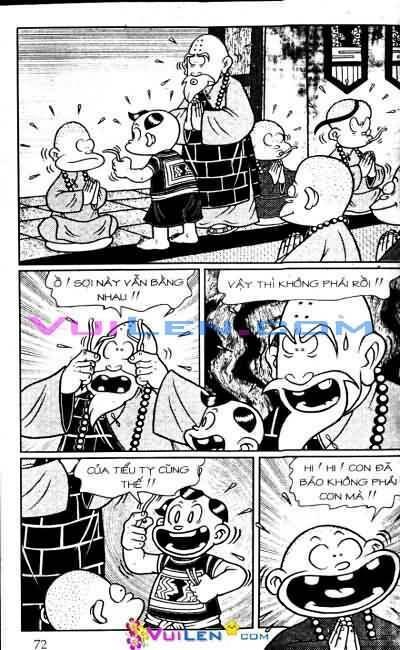 Ồ! SỢI NÀY VẪN BẰNG
NHAU!!
VẬY THÌ KHÔNG PHẢI RỒI!!
VUILEN.COM
CỦA TIỂU TY CŨNG
THẾ!!
HI! HI! CON ĐÃ
BẢO KHÔNG PHẢI
CON MÀ!!
72
VUILEN.COM